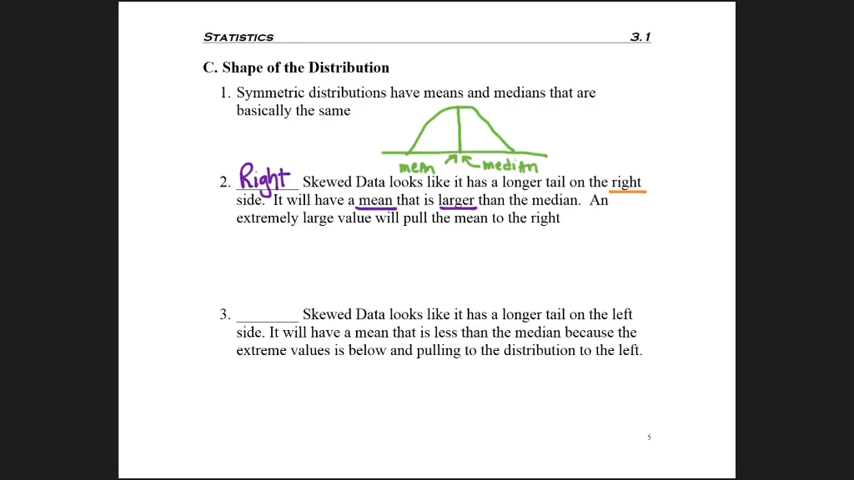 STATISTICS 3.1
C. Shape of the Distribution
1. Symmetric distributions have means and medians that are
basically the same
mean median
2. Right Skewed Data looks like it has a longer tail on the right
side. It will have a mean that is larger than the median. An
extremely large value will pull the mean to the right
3. ________ Skewed Data looks like it has a longer tail on the left
side. It will have a mean that is less than the median because the
extreme values is below and pulling to the distribution to the left.
5